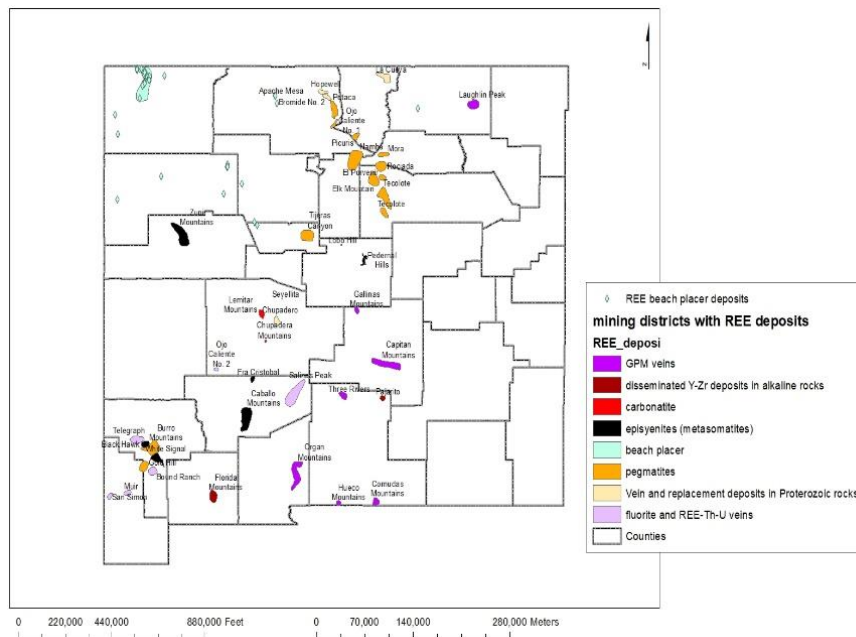 N
La Cueva
Hopewell
Laughlin Peak
Apache Mesa
Petaca
Bromide No. 2
Ojo
Caliente
No. 1
Picuris
Nambe
Mora
El Porvenir
Rociada
Elk Mountain
Tecolote
Tecolote
Zuni
Mountains
Tijeras
Canyon
Lobo Hill
Pedernal
Hills
Gallinas
Mountains
Lemitar
Mountains
Chupadero
Chupadera
Mountains
Capitan
Mountains
Ojo
Caliente
No. 2
Fra Cristobal
Salinas Peak
Caballo
Mountains
Three Rivers
Telegraph
Burro
Mountains
Black Hawk
White Signal
Gold Hill
Bound Ranch
Organ
Mountains
Muir
San Simon
Florida
Mountains
Hueco
Mountains
Cornudas
Mountains
REE beach placer deposits
mining districts with REE deposits
REE_deposi
GPM veins
disseminated Y-Zr deposits in alkaline rocks
carbonatite
episyenites (metasomatites)
beach placer
pegmatites
Vein and replacement deposits in Proterozoic rocks
fluorite and REE-Th-U veins
Counties
0 220,000 440,000 880,000 Feet
0 70,000 140,000 280,000 Meters